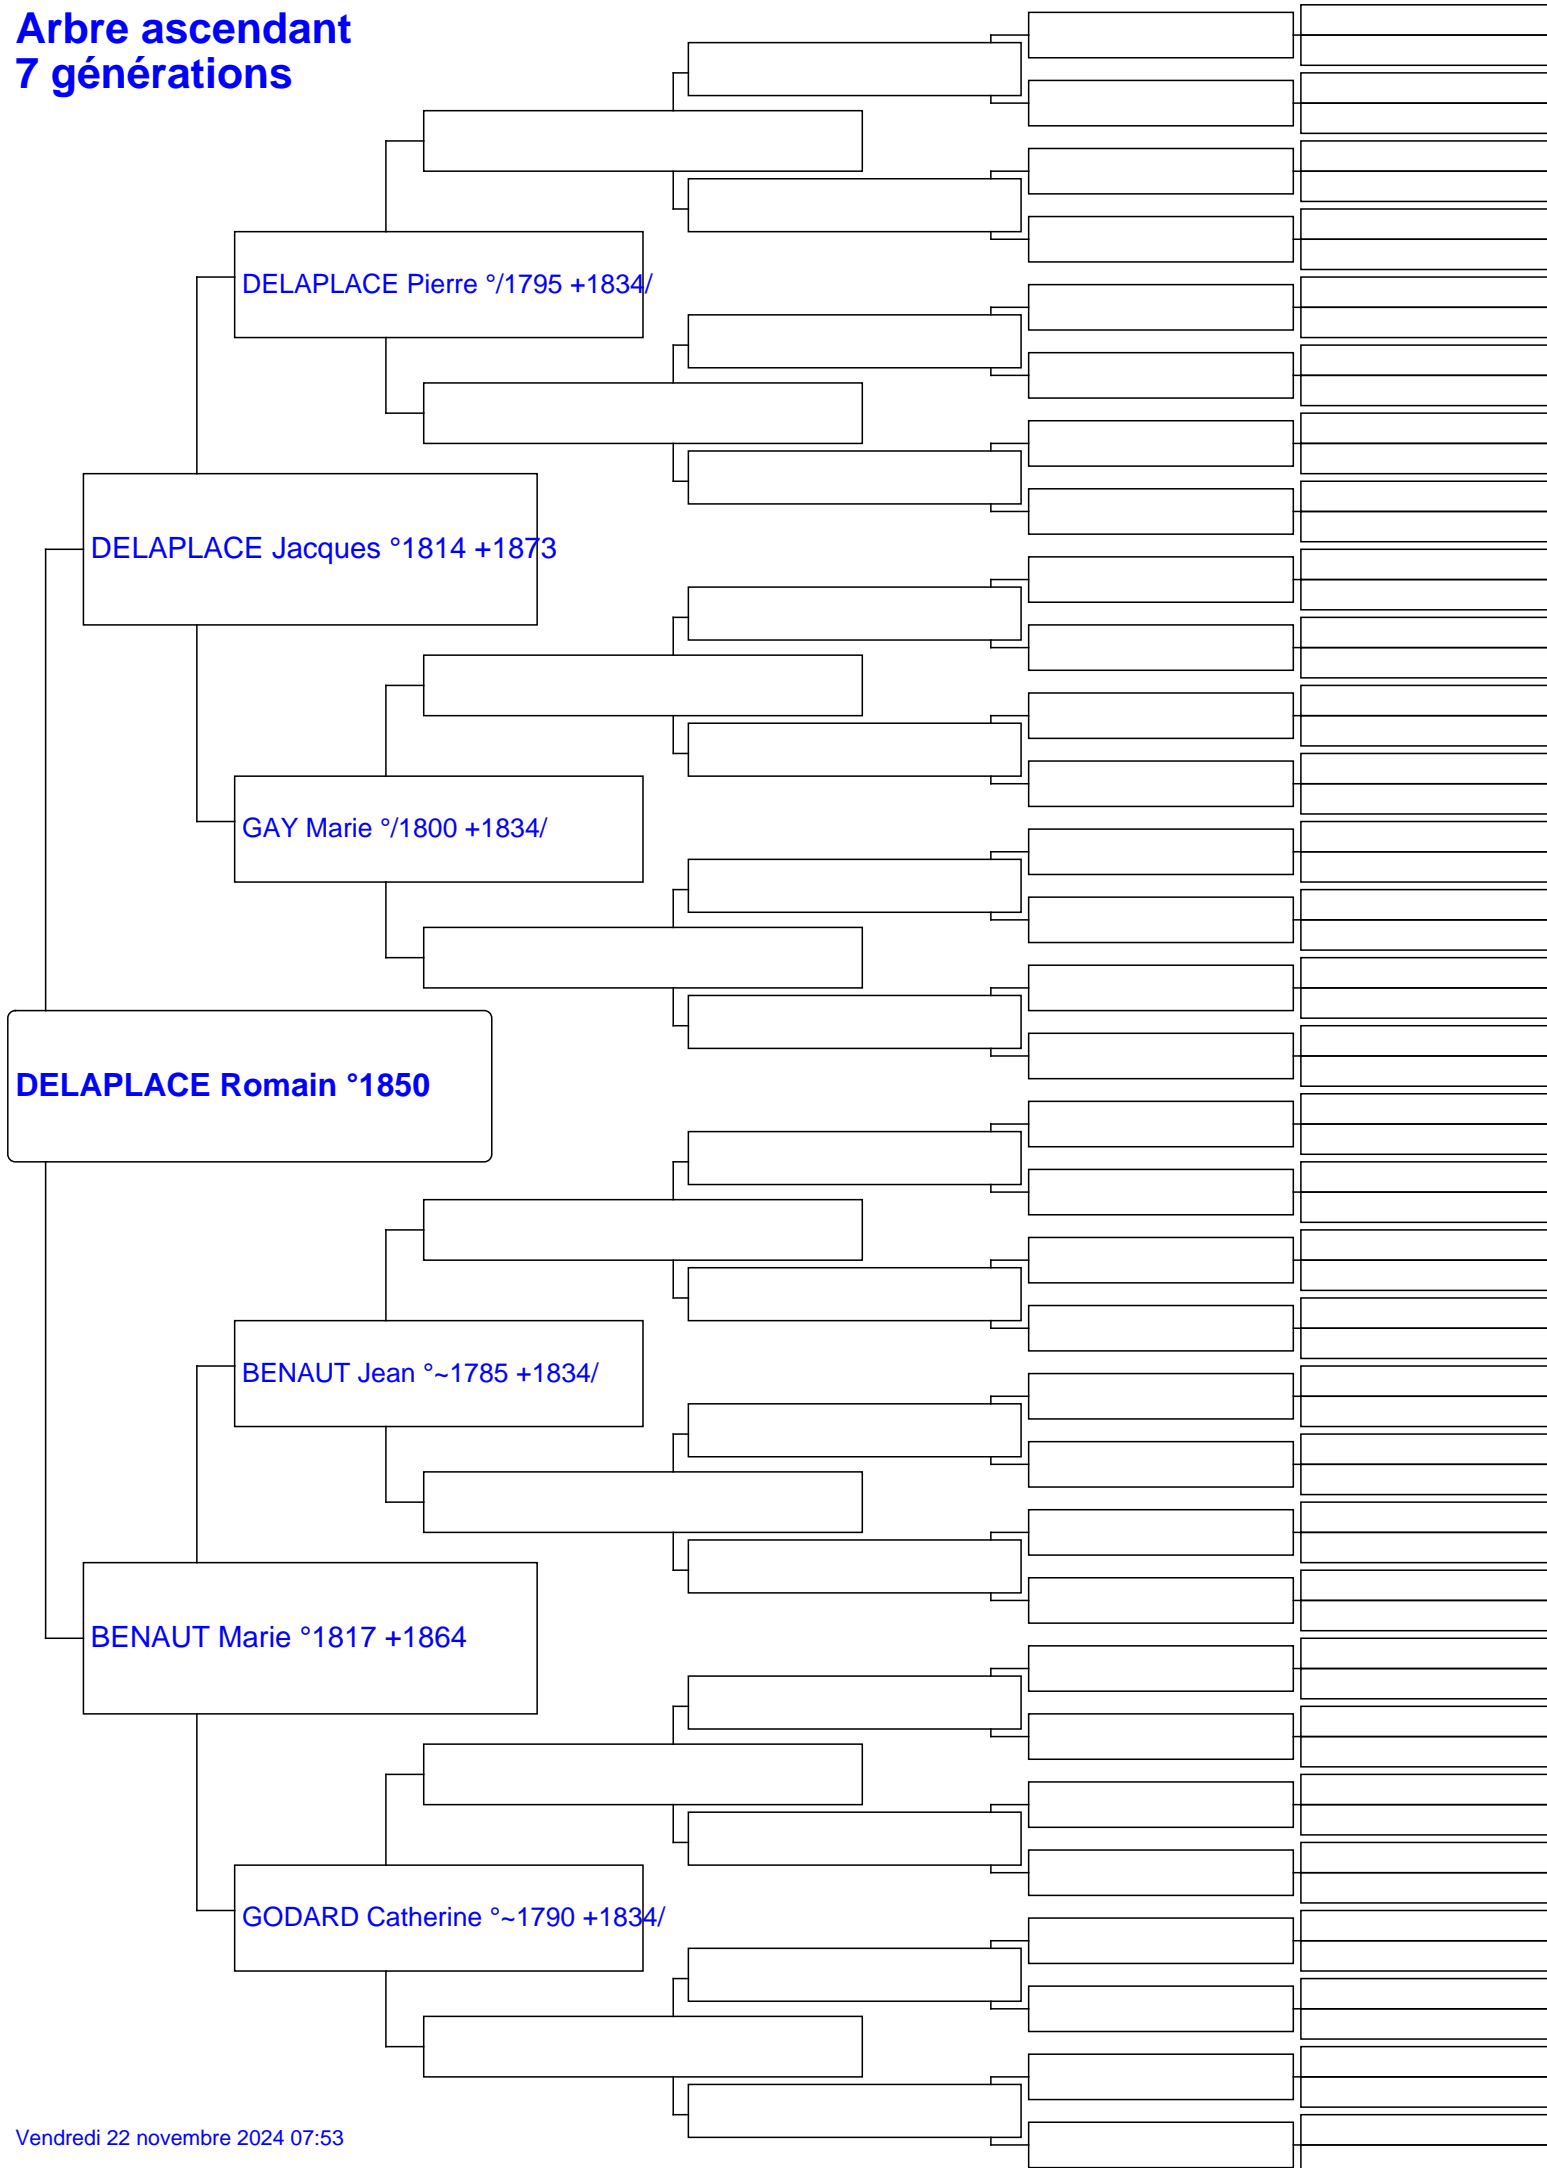 Arbre ascendant
7 générations
DELAPLACE Pierre °/1795 +1834/
DELAPLACE Jacques °1814 +1873
GAY Marie °/1800 +1834/
DELAPLACE Romain °1850
BENAUT Jean °~1785 +1834/
BENAUT Marie °1817 +1864
GODARD Catherine °~1790 +1834/
Vendredi 22 novembre 2024 07:53